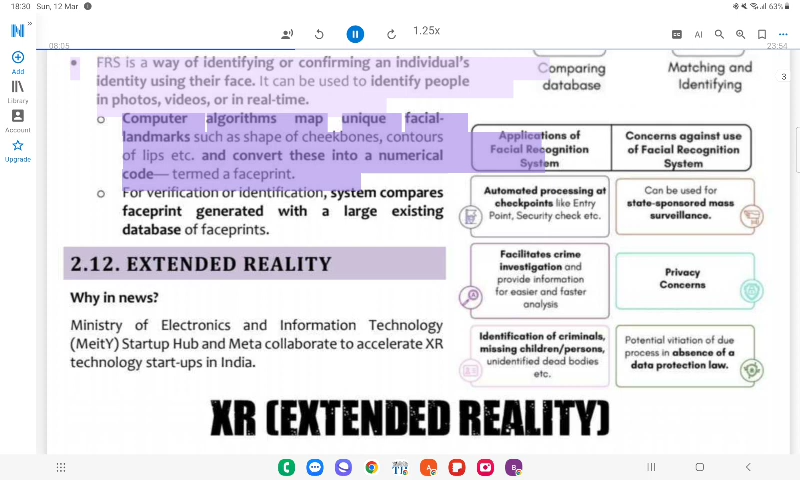 18:30 Sun, 12 Mar
63%
1.25x
AI
08:05
23:54
Add
Library
Account
Upgrade
3
FRS is a way of identifying or confirming an individual's
identity using their face. It can be used to identify people
in photos, videos, or in real-time.
Computer algorithms map unique facial-
landmarks such as shape of cheekbones, contours
of lips etc. and convert these into a numerical
code— termed a faceprint.
For verification or identification, system compares
faceprint generated with a large existing
database of faceprints.
2.12. EXTENDED REALITY
Why in news?
Ministry of Electronics and Information Technology
(MeitY) Startup Hub and Meta collaborate to accelerate XR
technology start-ups in India.
Comparing
database
Matching and
Identifying
Applications of
Facial Recognition
System
Concerns against use
of Facial Recognition
System
Automated processing at
checkpoints like Entry
Point, Security check etc.
Can be used for
state-sponsored mass
surveillance.
Facilitates crime
investigation and
provide information
for easier and faster
analysis
Privacy
Concerns
Identification of criminals,
missing children/persons,
unidentified dead bodies
etc.
Potential vitiation of due
process in absence of a
data protection law.
XR (EXTENDED REALITY)